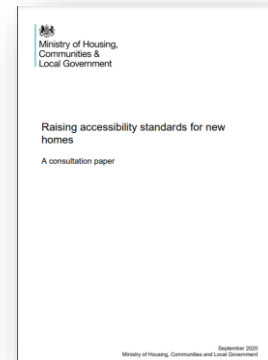 Ministry of Housing,
Communities &
Local Government
Raising accessibility standards for new
homes
A consultation paper
September 2020
Ministry of Housing, Communities and Local Government